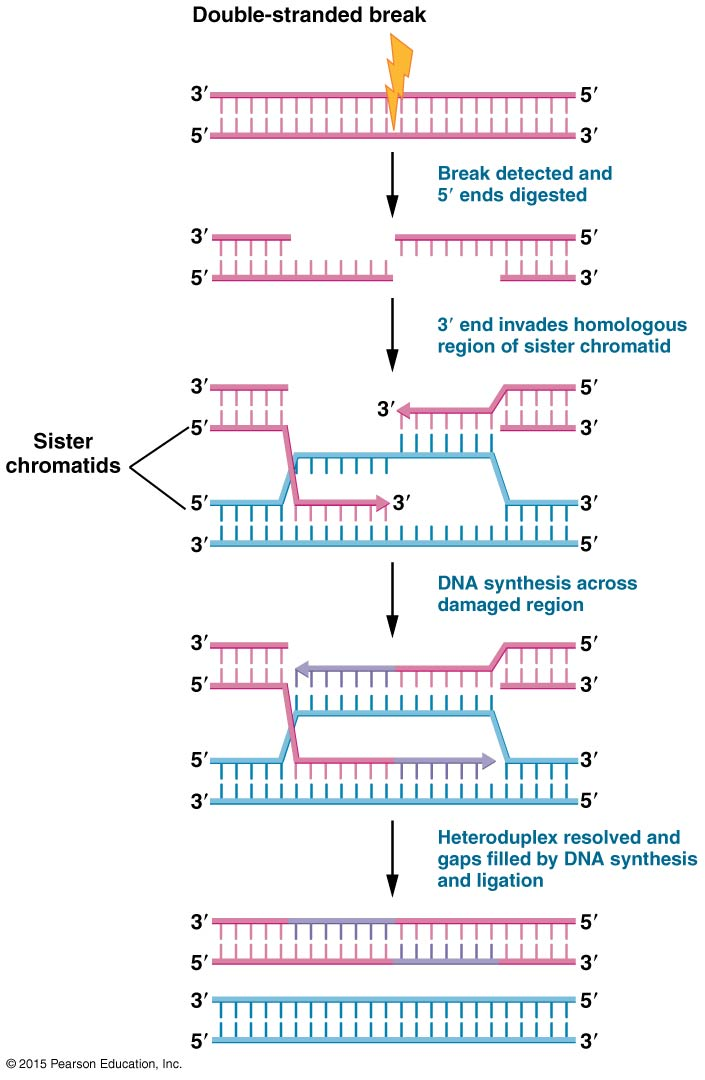 Double-stranded break
3′ 5′
5′ 3′
Break detected and
5′ ends digested
3′ 5′
5′ 3′
3′ end invades homologous
region of sister chromatid
3′ 3′ 5′
5′ 3′
Sister
chromatids
5′ 3′ 3′
3′ 5′
DNA synthesis across
damaged region
3′ 5′
5′ 3′
5′ 3′
3′ 5′
Heteroduplex resolved and
gaps filled by DNA synthesis
and ligation
3′ 5′
5′ 3′
3′ 5′
5′ 3′
© 2015 Pearson Education, Inc.